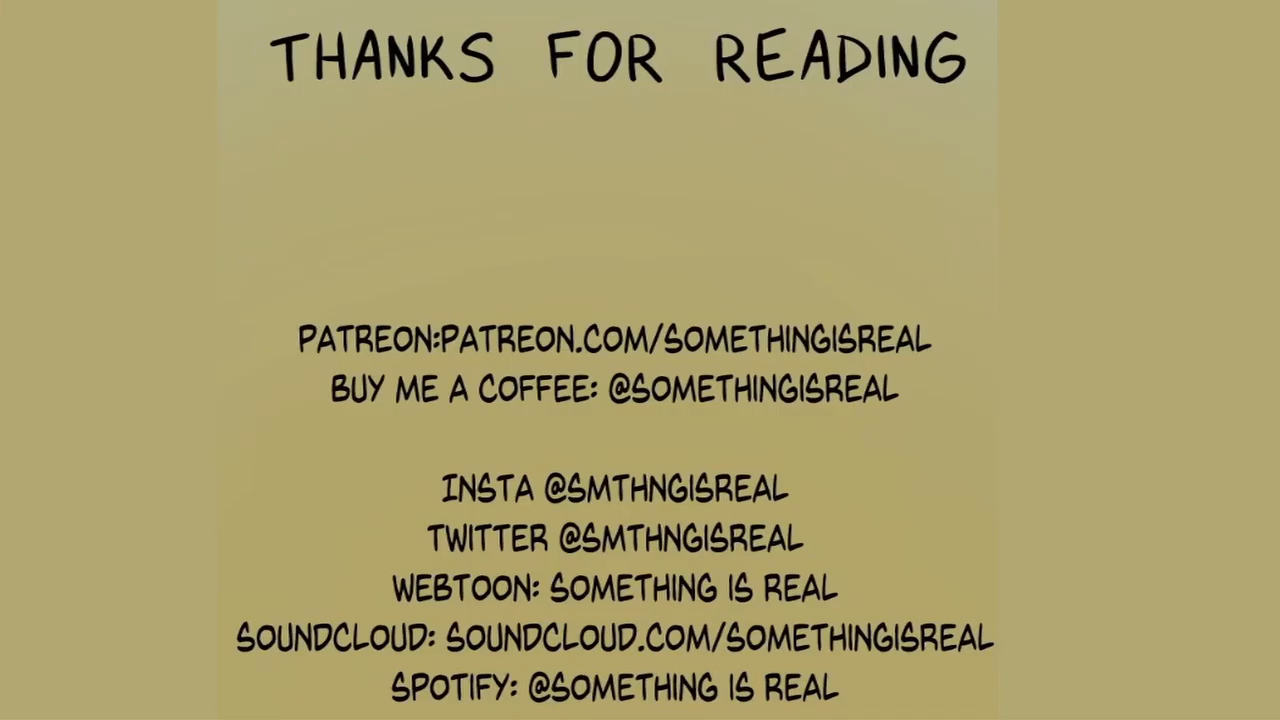 THANKS FOR READING
PATREON:PATREON.COM/SOMETHINGISREAL
BUY ME A COFFEE: @SOMETHINGISREAL
INSTA @SMTHNGISREAL
TWITTER @SMTHNGISREAL
WEBTOON: SOMETHING IS REAL
SOUNDCLOUD: SOUNDCLOUD.COM/SOMETHINGISREAL
SPOTIFY: @SOMETHING IS REAL